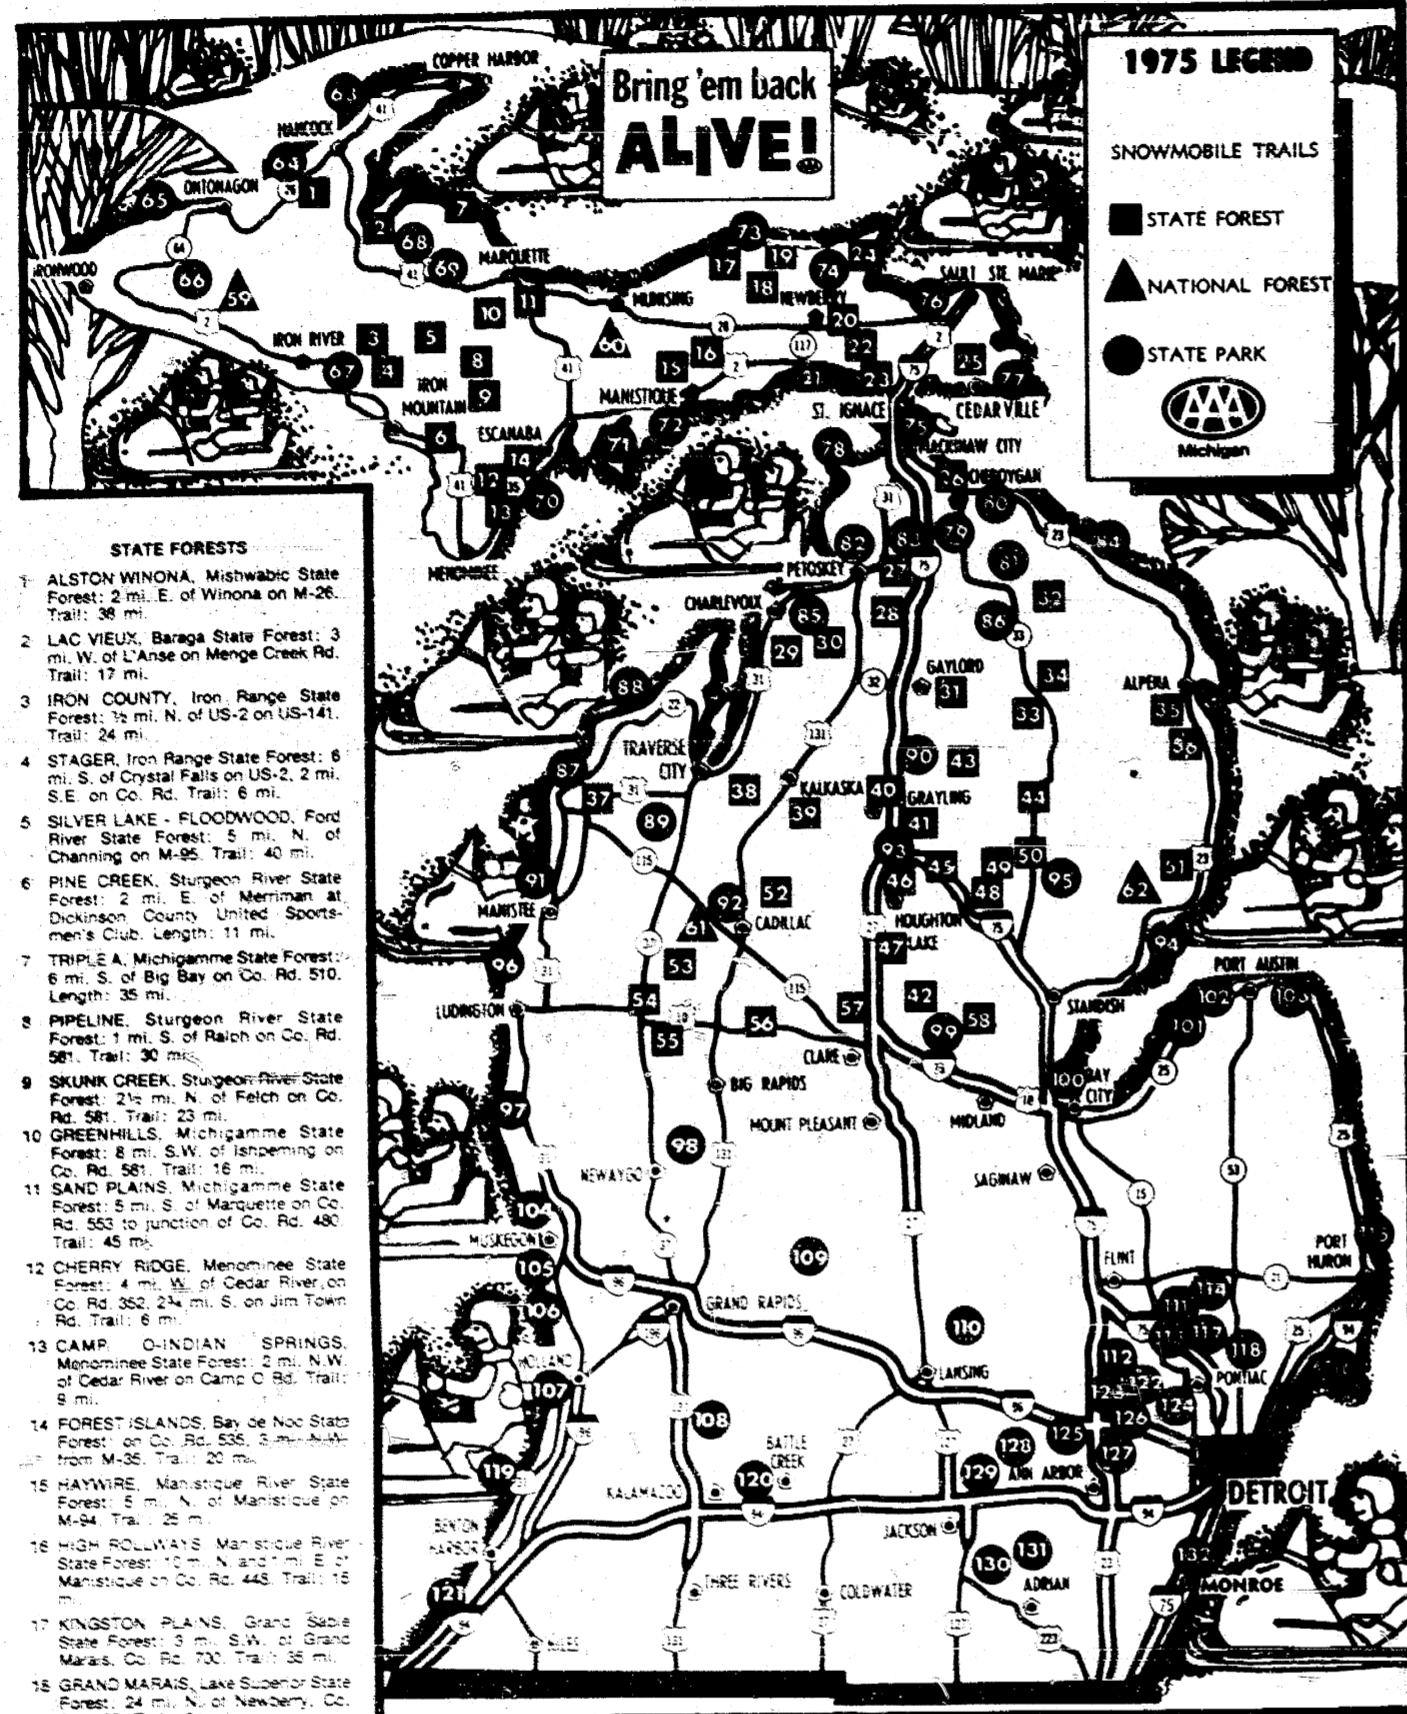 COPPER HARBOR
Bring 'em back
ALIVE!
1975 LEGEND
SNOWMOBILE TRAILS
STATE FOREST
NATIONAL FOREST
STATE PARK
AAA
Michigan
HANCOCK
ONTONAGON
IRONWOOD
MARQUETTE
MUNISING
NEWBERRY
SAULT STE. MARIE
IRON RIVER
IRON
MOUNTAIN
ESCANABA
MANISTIQUE
ST. IGNACE
CEDARVILLE
MACKINAW CITY
CHEBOYGAN
MENOMINEE
PETOSKEY
CHARLEVOIX
GAYLORD
ALPENA
TRAVERSE
CITY
KALKASKA
GRAYLING
MANISTEE
CADILLAC
HOUGHTON
LAKE
LUDINGTON
STANDISH
PORT AUSTIN
CLARE
BIG RAPIDS
MOUNT PLEASANT
MIDLAND
BAY
CITY
NEWAYGO
SAGINAW
MUSKEGON
FLINT
PORT
HURON
GRAND RAPIDS
HOLLAND
LANSING
PONTIAC
BATTLE
CREEK
KALAMAZOO
ANN ARBOR
DETROIT
JACKSON
BENTON
HARBOR
THREE RIVERS
COLDWATER
ADRIAN
MONROE
NILES
STATE FORESTS
1 ALSTON WINONA, Mishwabic State
Forest: 2 mi. E. of Winona on M-26.
Trail: 38 mi.
2 LAC VIEUX, Baraga State Forest: 3
mi. W. of L'Anse on Menge Creek Rd.
Trail: 17 mi.
3 IRON COUNTY, Iron Range State
Forest: ½ mi. N. of US-2 on US-141.
Trail: 24 mi.
4 STAGER, Iron Range State Forest: 6
mi. S. of Crystal Falls on US-2, 2 mi.
S.E. on Co. Rd. Trail: 6 mi.
5 SILVER LAKE - FLOODWOOD, Ford
River State Forest: 5 mi. N. of
Channing on M-95. Trail: 40 mi.
6 PINE CREEK, Sturgeon River State
Forest: 2 mi. E. of Merriman at
Dickinson County United Sports-
men's Club. Length: 11 mi.
7 TRIPLE A, Michigamme State Forest:
6 mi. S. of Big Bay on Co. Rd. 510.
Length: 35 mi.
8 PIPELINE, Sturgeon River State
Forest: 1 mi. S. of Ralph on Co. Rd.
581. Trail: 30 mi.
9 SKUNK CREEK, Sturgeon River State
Forest: 2½ mi. N. of Felch on Co.
Rd. 581. Trail: 23 mi.
10 GREENHILLS, Michigamme State
Forest: 8 mi. S.W. of Ishpeming on
Co. Rd. 581. Trail: 16 mi.
11 SAND PLAINS, Michigamme State
Forest: 5 mi. S. of Marquette on Co.
Rd. 553 to junction of Co. Rd. 480.
Trail: 45 mi.
12 CHERRY RIDGE, Menominee State
Forest: 4 mi. W. of Cedar River on
Co. Rd. 352, 2¾ mi. S. on Jim Town
Rd. Trail: 6 mi.
13 CAMP O-INDIAN SPRINGS,
Menominee State Forest: 2 mi. N.W.
of Cedar River on Camp O Rd. Trail:
9 mi.
14 FOREST ISLANDS, Bay de Noc State
Forest: on Co. Rd. 535, 3 mi. N.W.
from M-35. Trail: 20 mi.
15 HAYWIRE, Manistique River State
Forest: 5 mi. N. of Manistique on
M-94. Trail: 25 mi.
16 HIGH ROLLWAYS, Manistique River
State Forest: 10 mi. N. and 1 mi. E. of
Manistique on Co. Rd. 448. Trail: 15
mi.
17 KINGSTON PLAINS, Grand Sable
State Forest: 3 mi. S.W. of Grand
Marais, Co. Rd. 700. Trail: 35 mi.
18 GRAND MARAIS, Lake Superior State
Forest: 24 mi. N. of Newberry, Co.